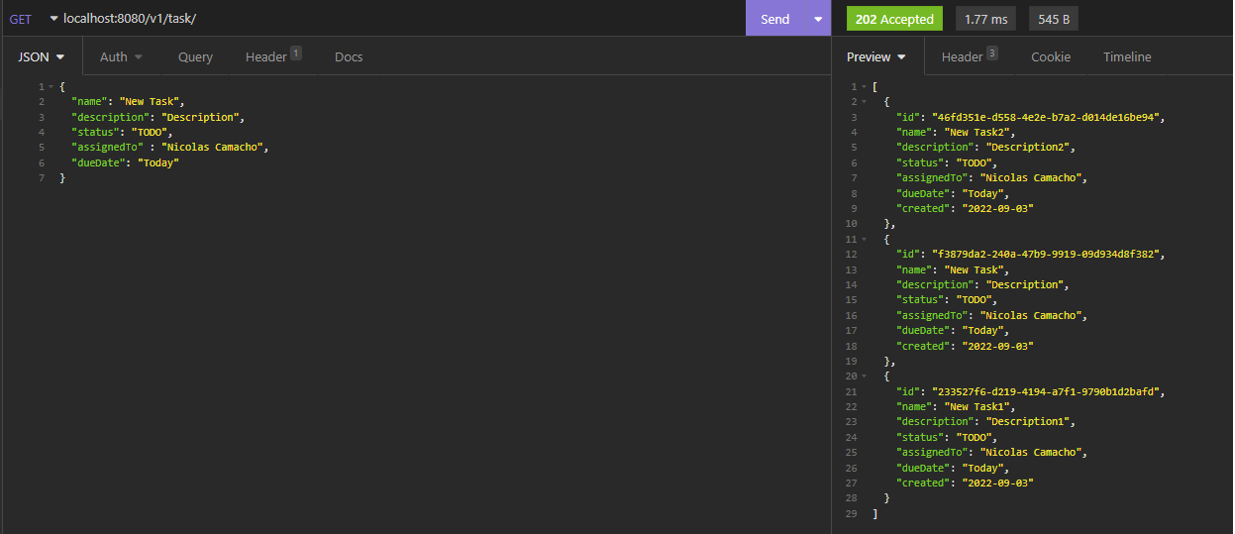 GET localhost:8080/v1/task/ Send 202 Accepted 1.77 ms 545 B
JSON Auth Query Header 1 Docs Preview Header 3 Cookie Timeline
1 {
2 "name": "New Task",
3 "description": "Description",
4 "status": "TODO",
5 "assignedTo" : "Nicolas Camacho",
6 "dueDate": "Today"
7 }
1 [
2 {
3 "id": "46fd351e-d558-4e2e-b7a2-d014de16be94",
4 "name": "New Task2",
5 "description": "Description2",
6 "status": "TODO",
7 "assignedTo": "Nicolas Camacho",
8 "dueDate": "Today",
9 "created": "2022-09-03"
10 },
11 {
12 "id": "f3879da2-240a-47b9-9919-09d934d8f382",
13 "name": "New Task",
14 "description": "Description",
15 "status": "TODO",
16 "assignedTo": "Nicolas Camacho",
17 "dueDate": "Today",
18 "created": "2022-09-03"
19 },
20 {
21 "id": "233527f6-d219-4194-a7f1-9790b1d2bafd",
22 "name": "New Task1",
23 "description": "Description1",
24 "status": "TODO",
25 "assignedTo": "Nicolas Camacho",
26 "dueDate": "Today",
27 "created": "2022-09-03"
28 }
29 ]